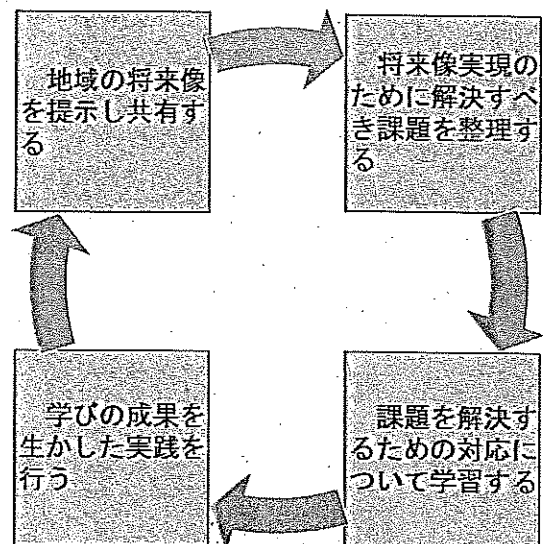 地域の将来像
を提示し共有す
る
将来像実現の
ために解決すべ
き課題を整理す
る
課題を解決す
るための対応に
ついて学習する
学びの成果を
生かした実践を
行う